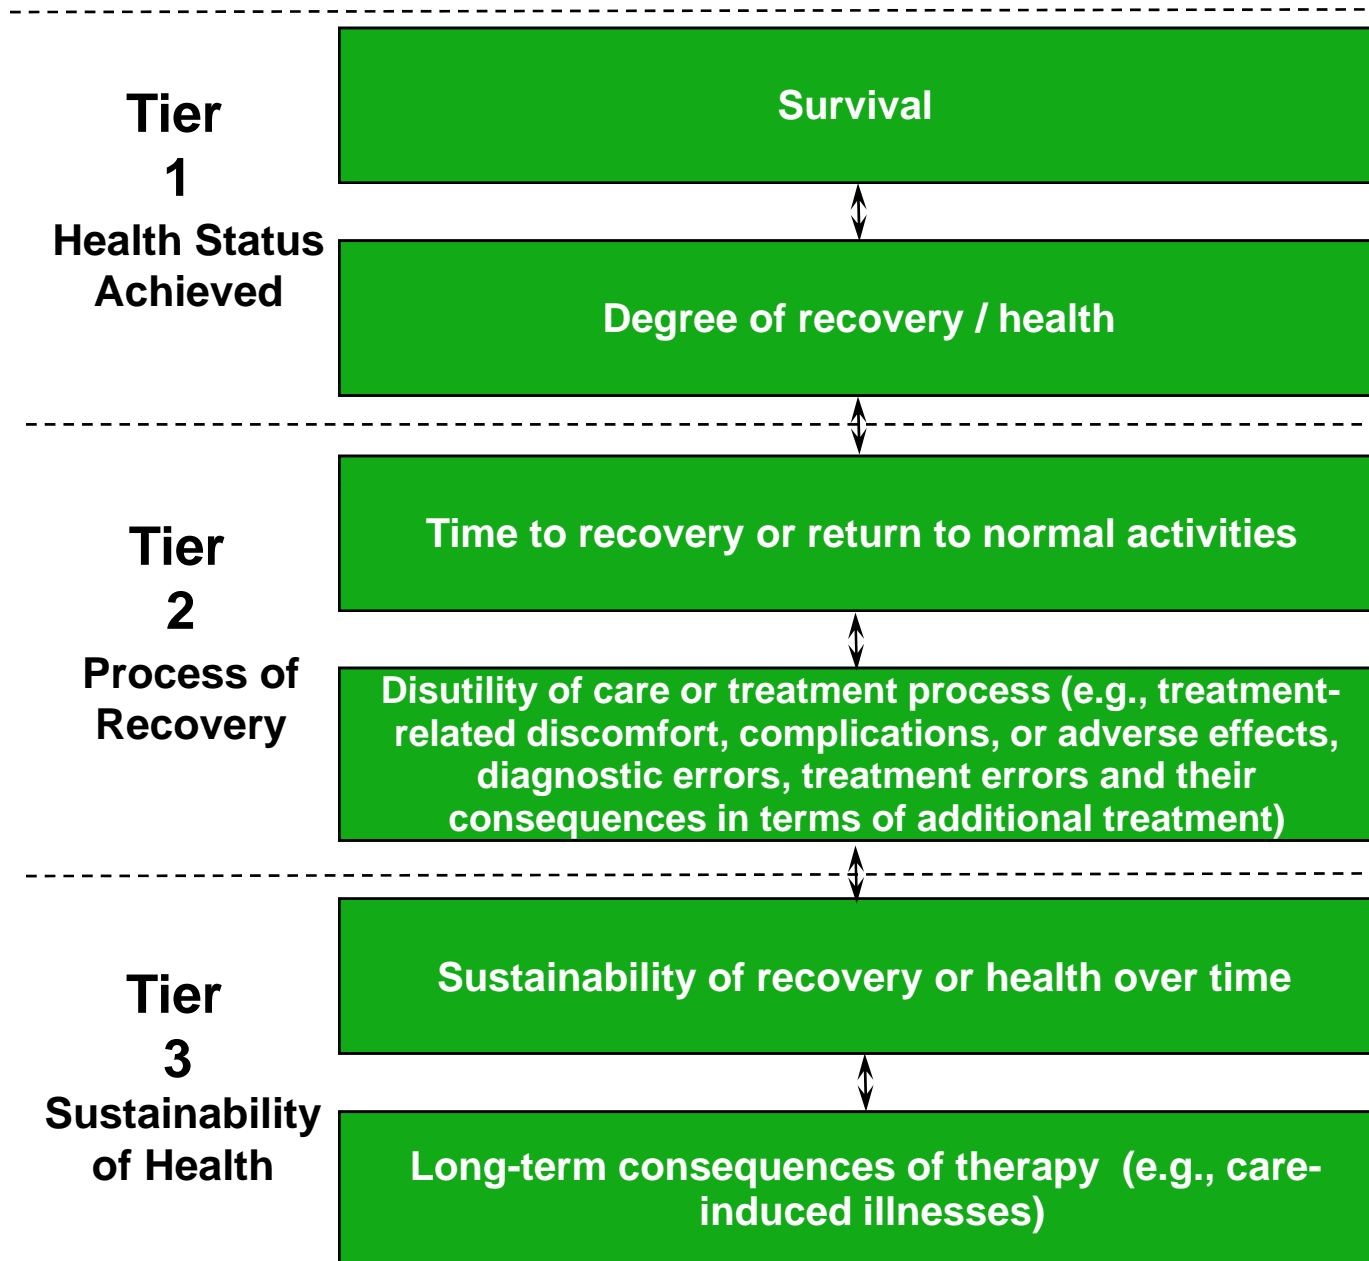 Tier
1
Health Status
Achieved
Survival
Degree of recovery / health
Tier
2
Process of
Recovery
Time to recovery or return to normal activities
Disutility of care or treatment process (e.g., treatment-
related discomfort, complications, or adverse effects,
diagnostic errors, treatment errors and their
consequences in terms of additional treatment)
Tier
3
Sustainability
of Health
Sustainability of recovery or health over time
Long-term consequences of therapy  (e.g., care-
induced illnesses)